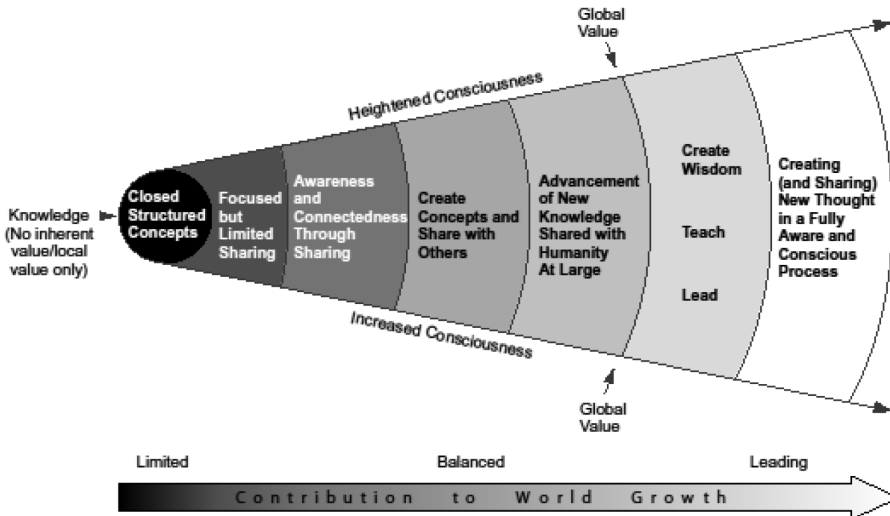 Global
Value
Heightened Consciousness
Knowledge
(No inherent
value/local
value only)
Closed
Structured
Concepts
Focused
but
Limited
Sharing
Awareness
and
Connectedness
Through
Sharing
Create
Concepts and
Share with
Others
Advancement
of New
Knowledge
Shared with
Humanity
At Large
Create
Wisdom
Teach
Lead
Creating
(and Sharing)
New Thought
in a Fully
Aware and
Conscious
Process
Increased Consciousness
Global
Value
Limited
Balanced
Leading
Contribution to World Growth